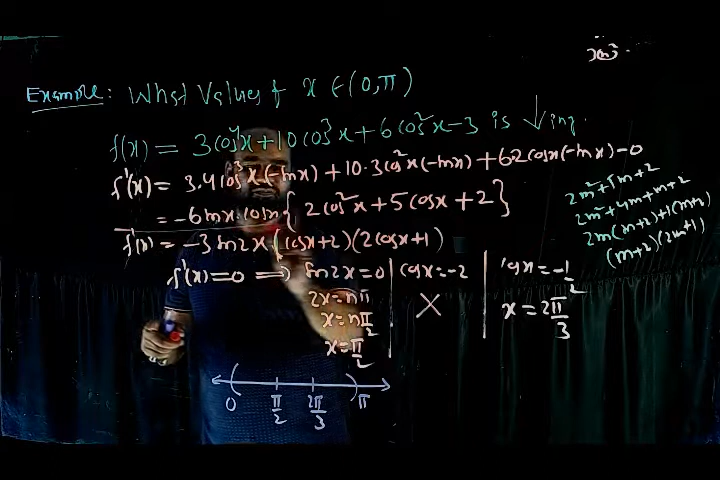 Example: What Values of x ∈ (0,π)
f(x) = 3cos⁴x + 10cos³x + 6cos²x - 3 is ↓ing.
f'(x) = 3.4cos³x(-sinx) + 10.3cos²x(-sinx) + 6.2cosx(-sinx) - 0
= -6sinx.cosx {2cos²x + 5cosx + 2}
f'(x) = -3sin2x (cosx+2)(2cosx+1)
2m²+5m+2
2m²+4m+m+2
2m(m+2)+1(m+2)
(m+2)(2m+1)
f'(x)=0 ⇒ sin2x=0 | cosx=-2 | cosx=-1/2
2x=nπ
x=nπ/2 × x=2π/3
x=π/2
0 π/2 2π/3 π